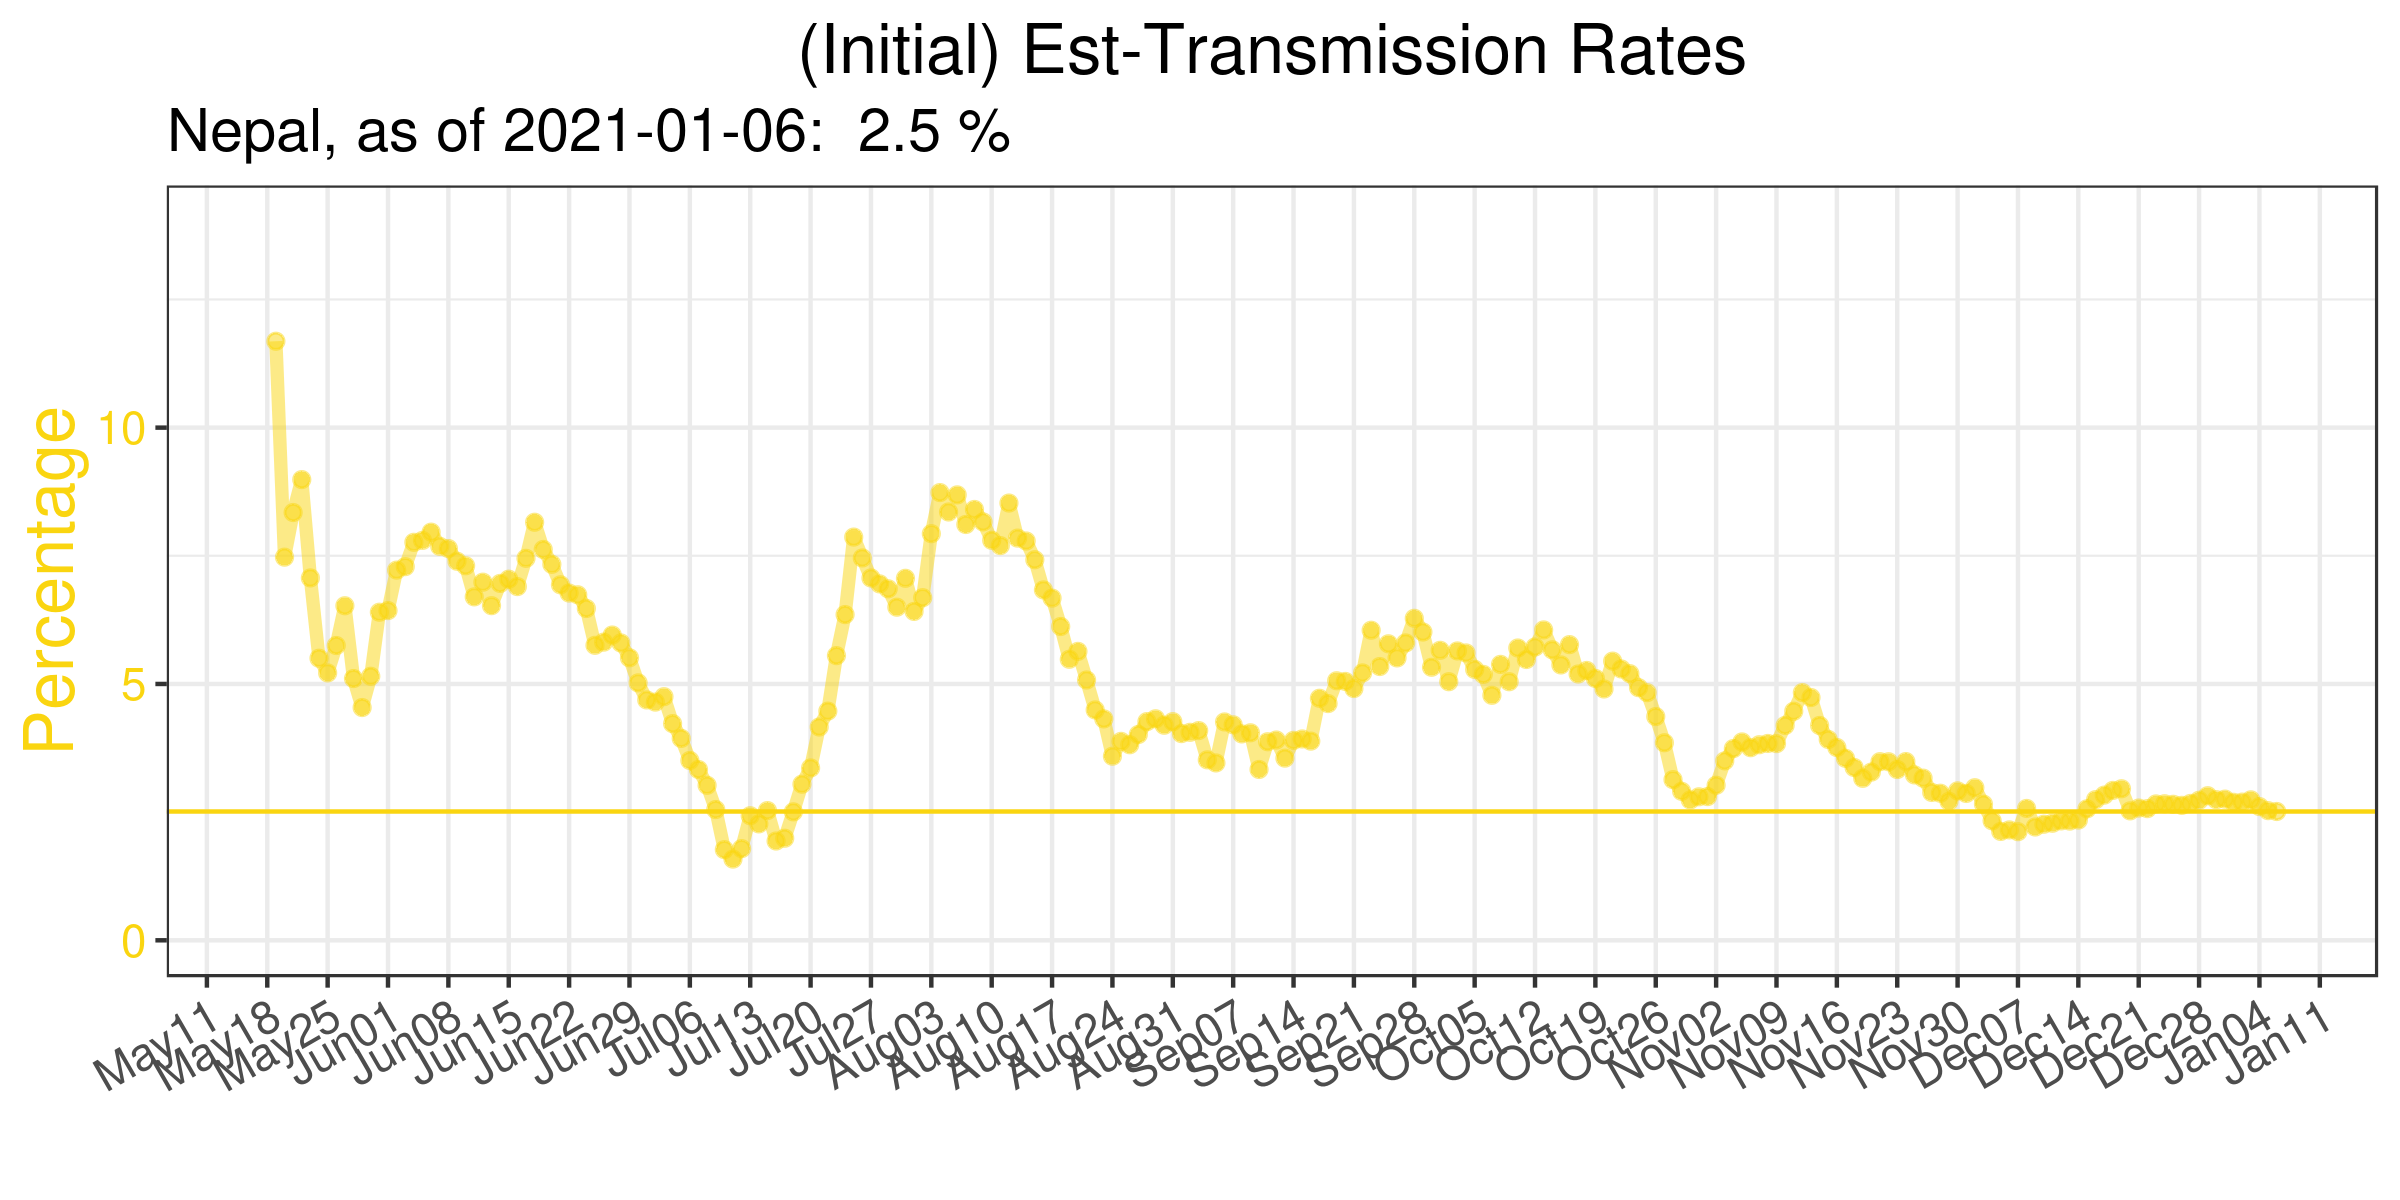 (Initial) Est-Transmission Rates
Nepal, as of 2021-01-06:  2.5 %
Percentage
10
5
0
May11
May18
May25
Jun01
Jun08
Jun15
Jun22
Jun29
Jul06
Jul13
Jul20
Jul27
Aug03
Aug10
Aug17
Aug24
Aug31
Sep07
Sep14
Sep21
Sep28
Oct05
Oct12
Oct19
Oct26
Nov02
Nov09
Nov16
Nov23
Nov30
Dec07
Dec14
Dec21
Dec28
Jan04
Jan11